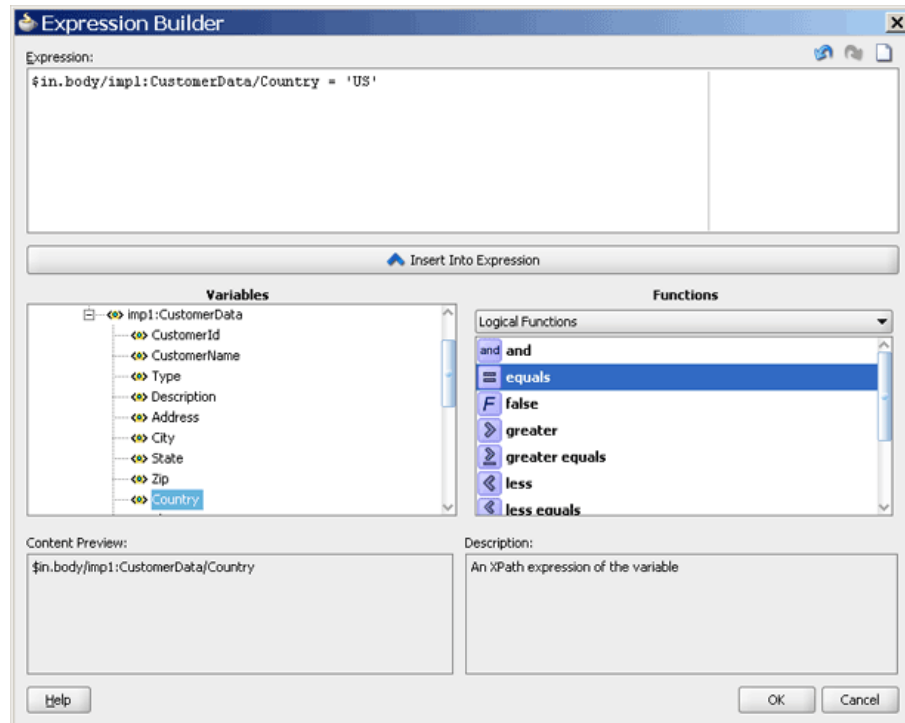 Expression Builder
Expression:
$in.body/imp1:CustomerData/Country = 'US'
Insert Into Expression
Variables
Functions
imp1:CustomerData
CustomerId
CustomerName
Type
Description
Address
City
State
Zip
Country
Logical Functions
and and
equals
F false
greater
greater equals
less
less equals
Content Preview:
$in.body/imp1:CustomerData/Country
Description:
An XPath expression of the variable
Help
OK
Cancel